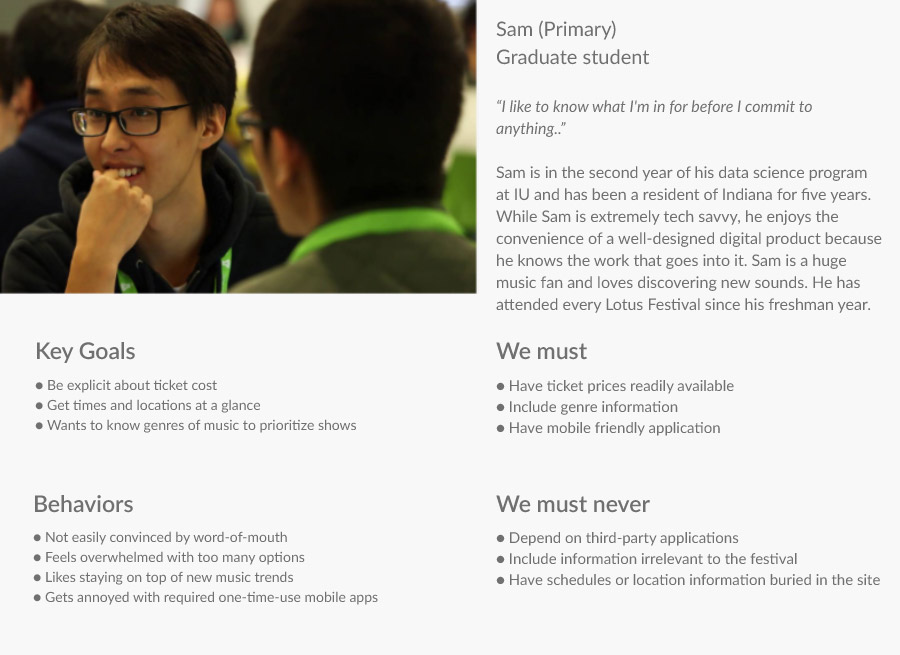 Sam (Primary)
Graduate student
“I like to know what I'm in for before I commit to
anything..”
Sam is in the second year of his data science program
at IU and has been a resident of Indiana for five years.
While Sam is extremely tech savvy, he enjoys the
convenience of a well-designed digital product because
he knows the work that goes into it. Sam is a huge
music fan and loves discovering new sounds. He has
attended every Lotus Festival since his freshman year.
Key Goals
● Be explicit about ticket cost
● Get times and locations at a glance
● Wants to know genres of music to prioritize shows
We must
● Have ticket prices readily available
● Include genre information
● Have mobile friendly application
Behaviors
● Not easily convinced by word-of-mouth
● Feels overwhelmed with too many options
● Likes staying on top of new music trends
● Gets annoyed with required one-time-use mobile apps
We must never
● Depend on third-party applications
● Include information irrelevant to the festival
● Have schedules or location information buried in the site